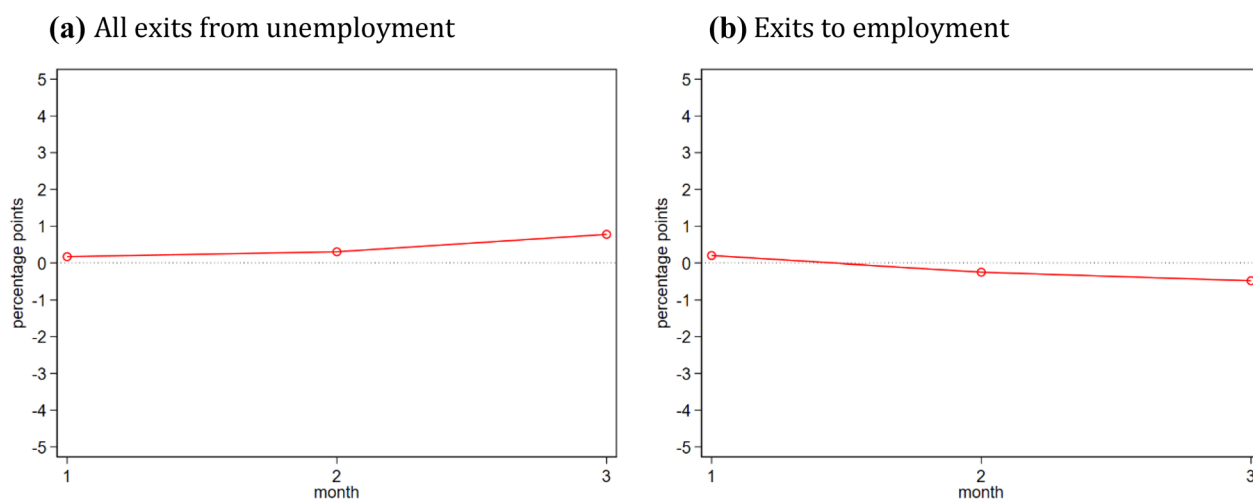 (a) All exits from unemployment
5
4
3
2
1
0
-1
-2
-3
-4
-5
percentage points
1 2 3
month
(b) Exits to employment
5
4
3
2
1
0
-1
-2
-3
-4
-5
percentage points
1 2 3
month